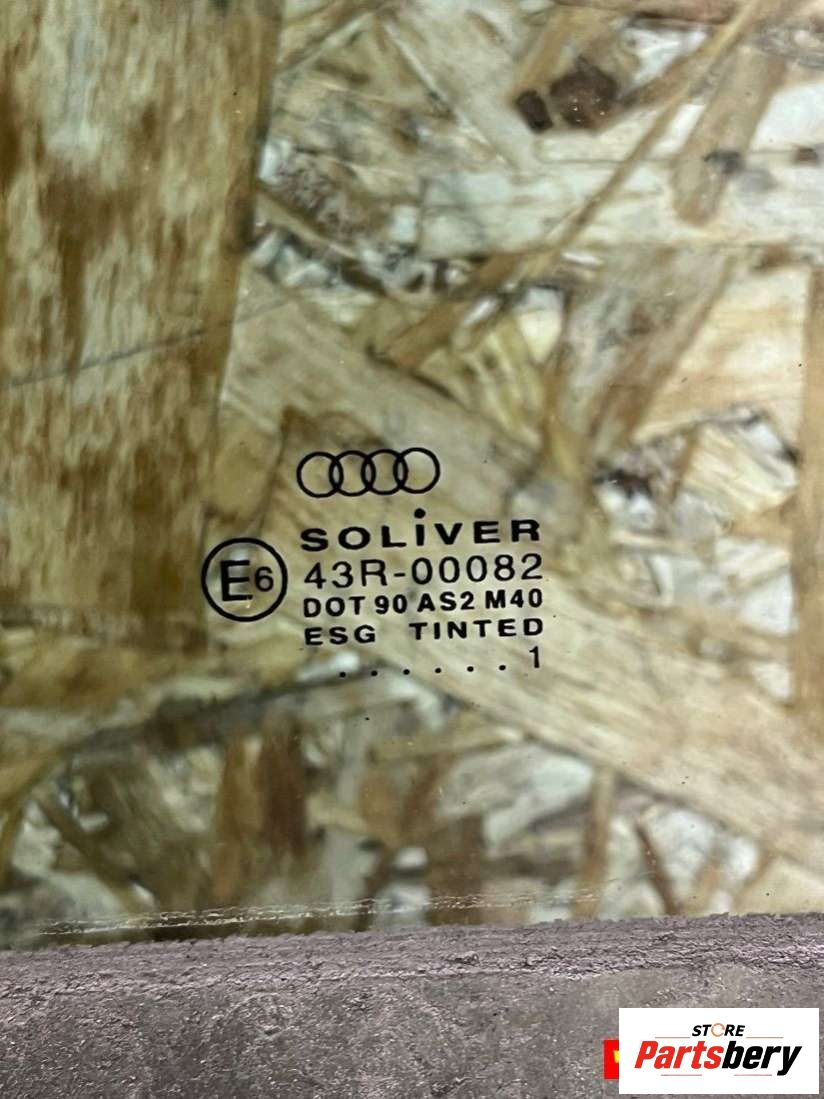 SOLiVER
E6 43R-00082
DOT 90 AS2 M40
ESG TINTED
. . . . . . 1
STORE
Partsbery